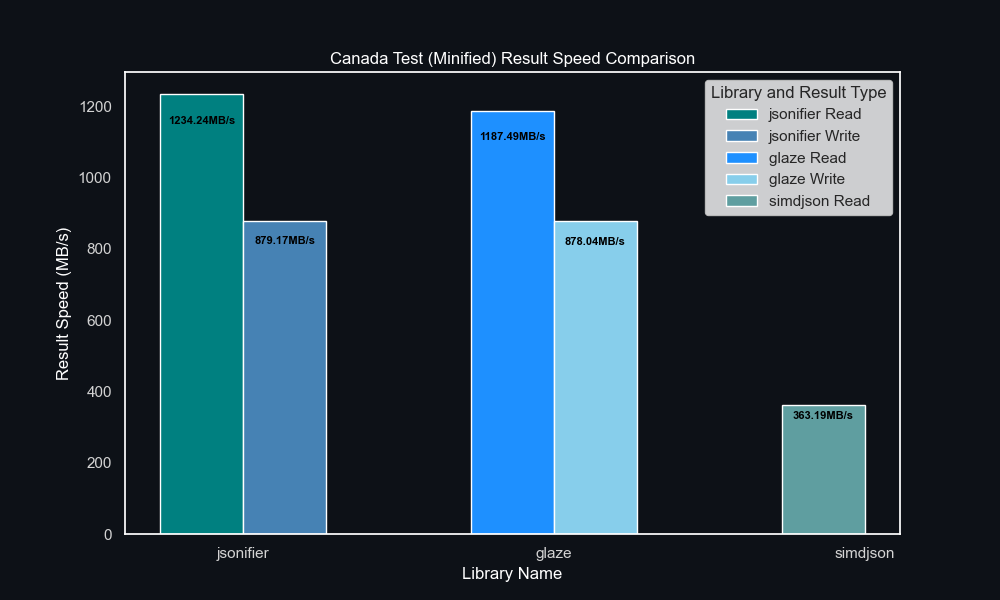 Canada Test (Minified) Result Speed Comparison
Library and Result Type
jsonifier Read
jsonifier Write
glaze Read
glaze Write
simdjson Read
Result Speed (MB/s)
1200
1000
800
600
400
200
0
1234.24MB/s
879.17MB/s
1187.49MB/s
878.04MB/s
363.19MB/s
jsonifier
glaze
simdjson
Library Name